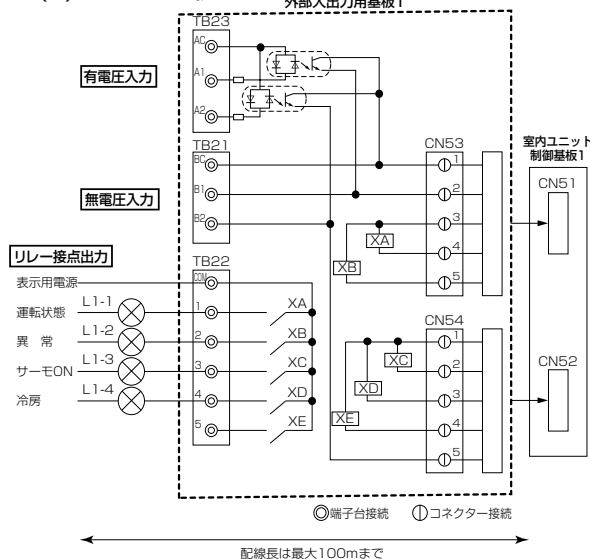 外部入出力用基板1
TB23
AC
A1
A2
有電圧入力
TB21
BC
B1
B2
無電圧入力
CN53
1
2
3
4
5
XA
XB
室内ユニット
制御基板1
CN51
リレー接点出力
TB22
表示用電源
COM
運転状態
L1-1
1
XA
異 常
L1-2
2
XB
サーモON
L1-3
3
XC
冷房
L1-4
4
XD
5
XE
CN54
1
2
3
4
5
XC
XD
XE
CN52
端子台接続
コネクター接続
配線長は最大100mまで